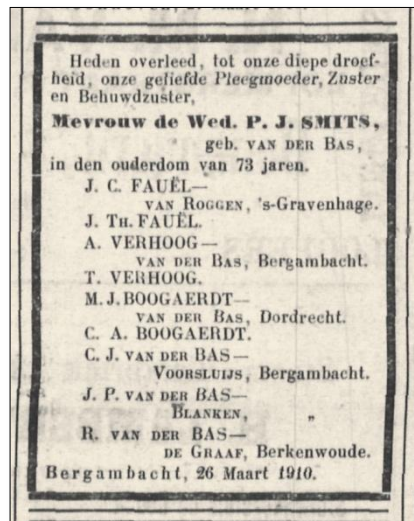 Heden overleed, tot onze diepe droef-
heid, onze geliefde Pleegmoeder, Zuster
en Behuwdzuster,
Mevrouw de Wed. P. J. SMITS,
geb. VAN DER BAS,
in den ouderdom van 73 jaren.
J. C. FAUËL—
VAN ROGGEN, 's-Gravenhage.
J. TH. FAUËL.
A. VERHOOG—
VAN DER BAS, Bergambacht.
T. VERHOOG.
M. J. BOOGAERDT—
VAN DER BAS, Dordrecht.
C. A. BOOGAERDT.
C. J. VAN DER BAS—
VOORSLUIJS, Bergambacht.
J. P. VAN DER BAS—
BLANKEN, „
R. VAN DER BAS—
DE GRAAF, Berkenwoude.
Bergambacht, 26 Maart 1910.